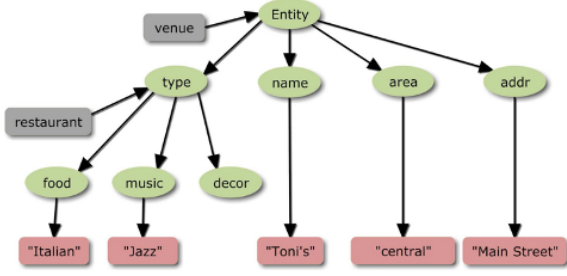 Entity
venue
type
name
area
addr
restaurant
food
music
decor
"Italian"
"Jazz"
"Toni's"
"central"
"Main Street"